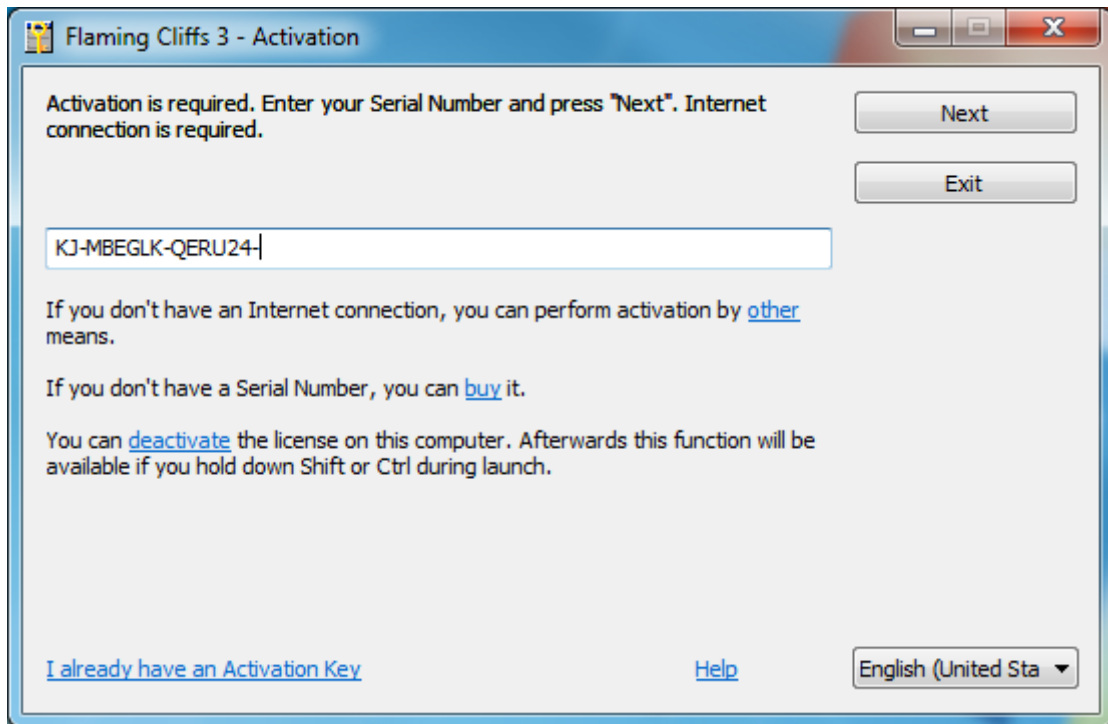 Flaming Cliffs 3 - Activation
Activation is required. Enter your Serial Number and press "Next". Internet
connection is required.
Next
Exit
KJ-MBEGLK-QERU24-
If you don't have an Internet connection, you can perform activation by other
means.
If you don't have a Serial Number, you can buy it.
You can deactivate the license on this computer. Afterwards this function will be
available if you hold down Shift or Ctrl during launch.
I already have an Activation Key
Help
English (United Sta